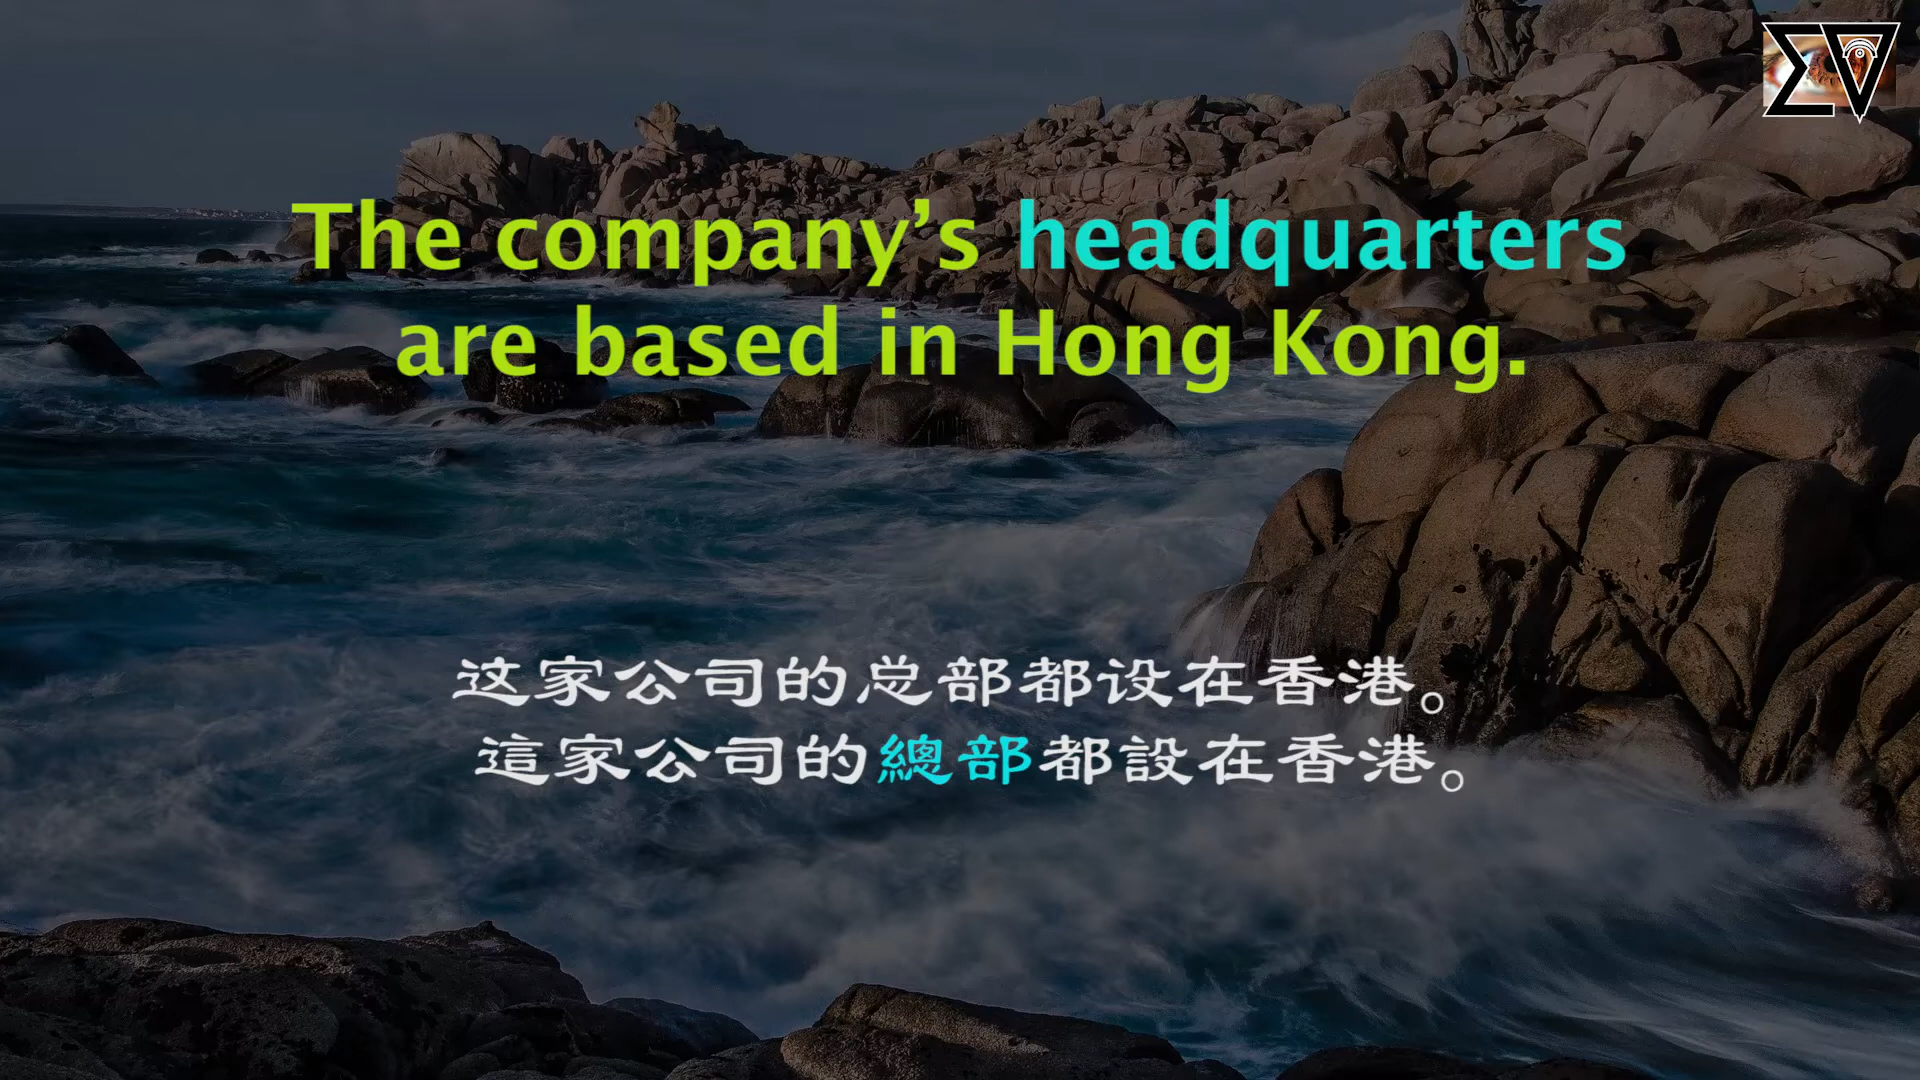 The company’s headquarters
are based in Hong Kong.
这家公司的总部都设在香港。
這家公司的總部都設在香港。